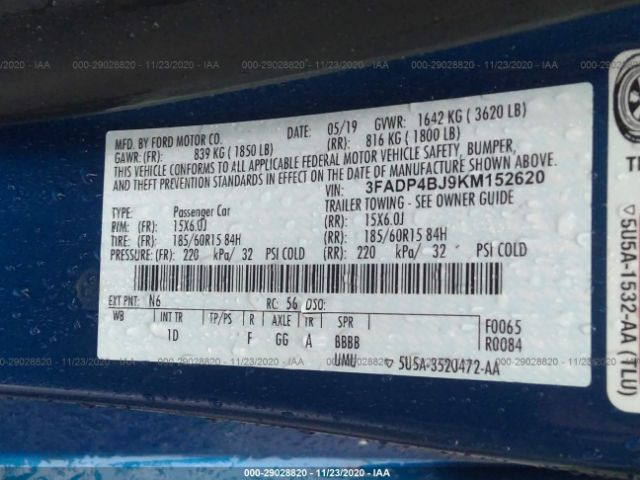 000-29028820 - 11/23/2020 - IAA
MFD. BY FORD MOTOR CO. DATE: 05/19 GVWR: 1642 KG ( 3620 LB)
GAWR: (FR): 839 KG ( 1850 LB) (RR): 816 KG ( 1800 LB)
THIS VEHICLE CONFORMS TO ALL APPLICABLE FEDERAL MOTOR VEHICLE SAFETY, BUMPER,
AND THEFT PREVENTION STANDARDS IN EFFECT ON THE DATE OF MANUFACTURE SHOWN ABOVE.
VIN: 3FADP4BJ9KM152620
TYPE: Passenger Car TRAILER TOWING - SEE OWNER GUIDE
RIM: (FR): 15X6.0J (RR): 15X6.0J
TIRE: (FR): 185/60R15 84H (RR): 185/60R15 84H
PRESSURE: (FR): 220 kPa/ 32 PSI COLD (RR): 220 kPa/ 32 PSI COLD
EXT PNT: N6 RC: 56 DSO:
WB INT TR TP/PS R AXLE TR SPR F0065
1D F GG A BBBB R0084
UMU ▽ 5U5A-3520472-AA
5U5A-1532-AA (TLU)
000-29028820 - 11/23/2020 - IAA